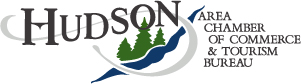 HUDSON
AREA
CHAMBER
OF COMMERCE
& TOURISM
BUREAU